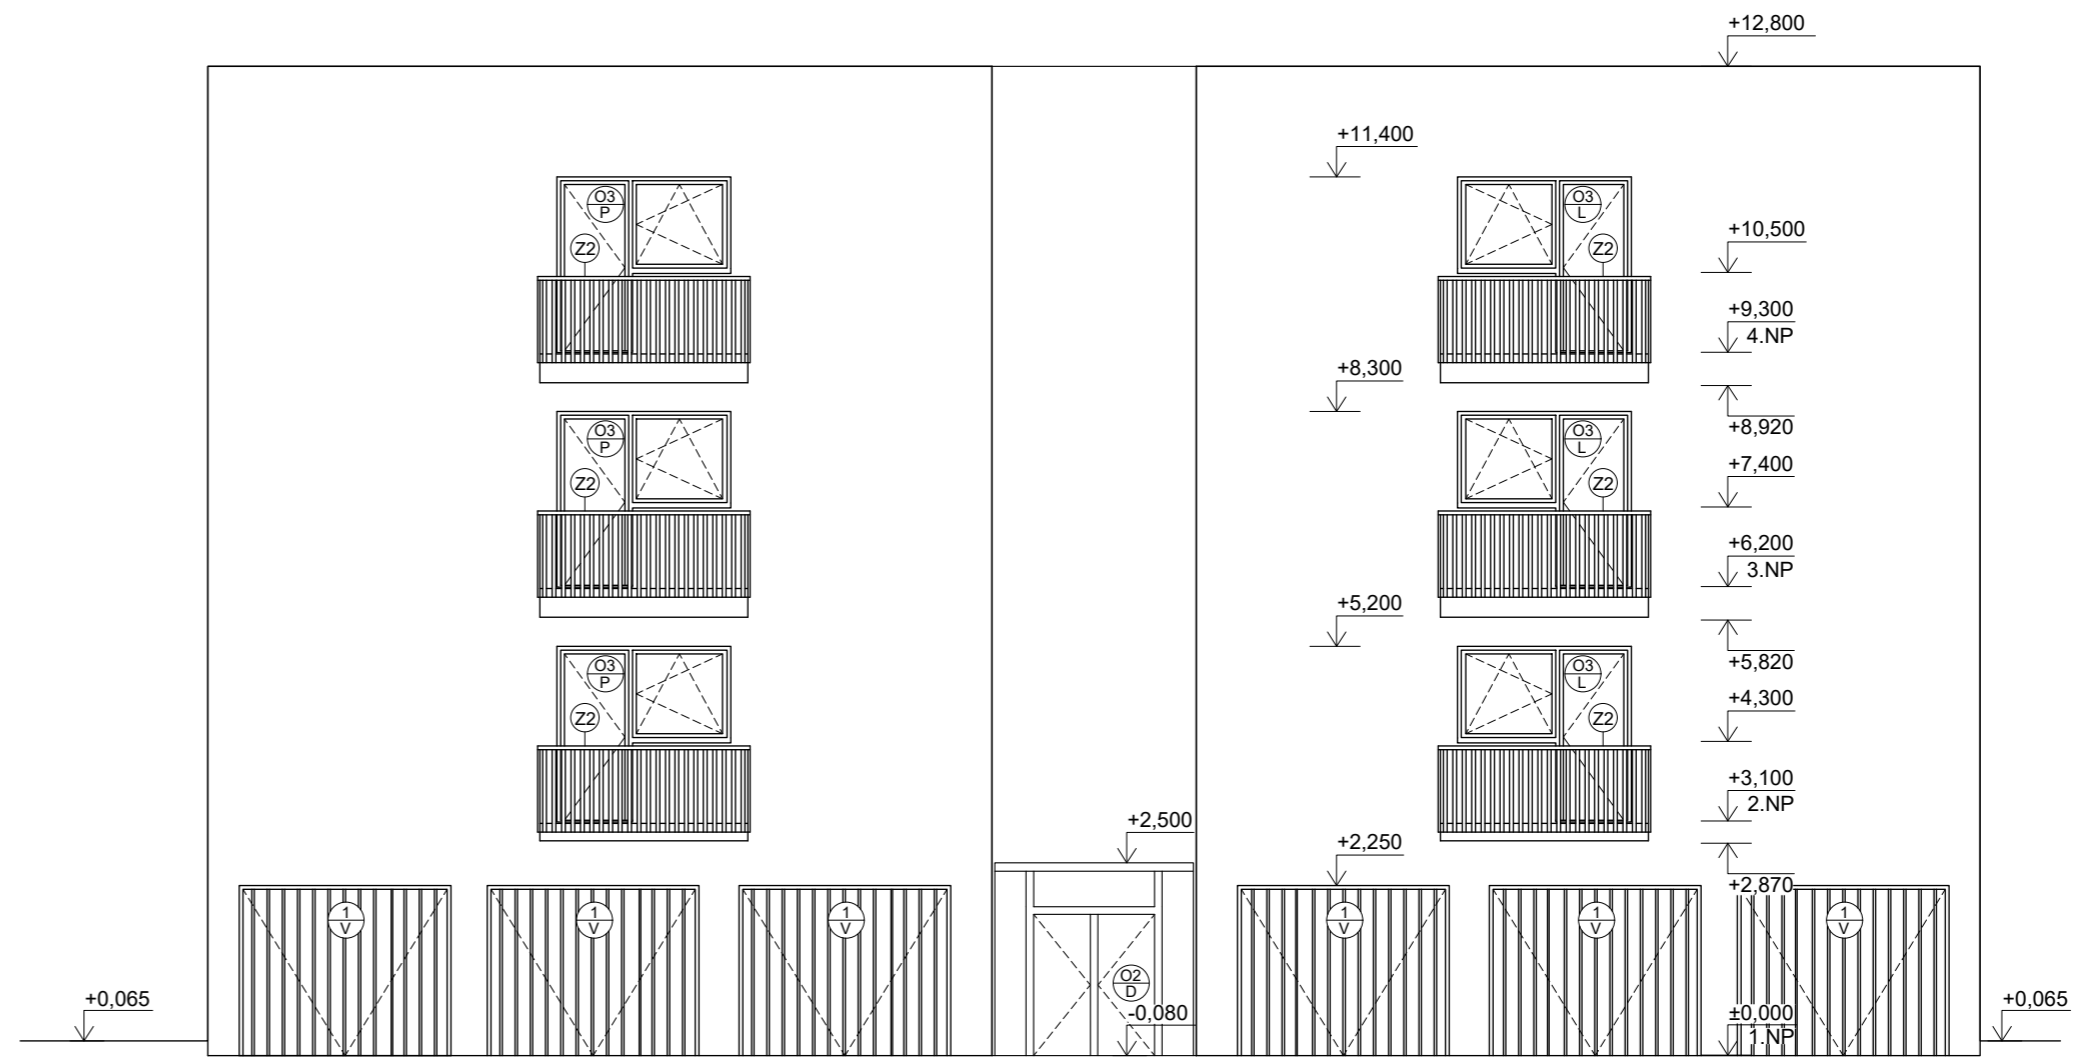 +12,800
+11,400
O3
P
O3
L
Z2
Z2
+10,500
+9,300
4.NP
+8,300
+8,920
O3
P
O3
L
+7,400
Z2
Z2
+6,200
3.NP
+5,200
+5,820
O3
P
O3
L
+4,300
Z2
Z2
+3,100
2.NP
+2,500
+2,250
+2,870
1
V
1
V
1
V
1
V
1
V
1
V
O2
D
+0,065
-0,080
±0,000
1.NP
+0,065